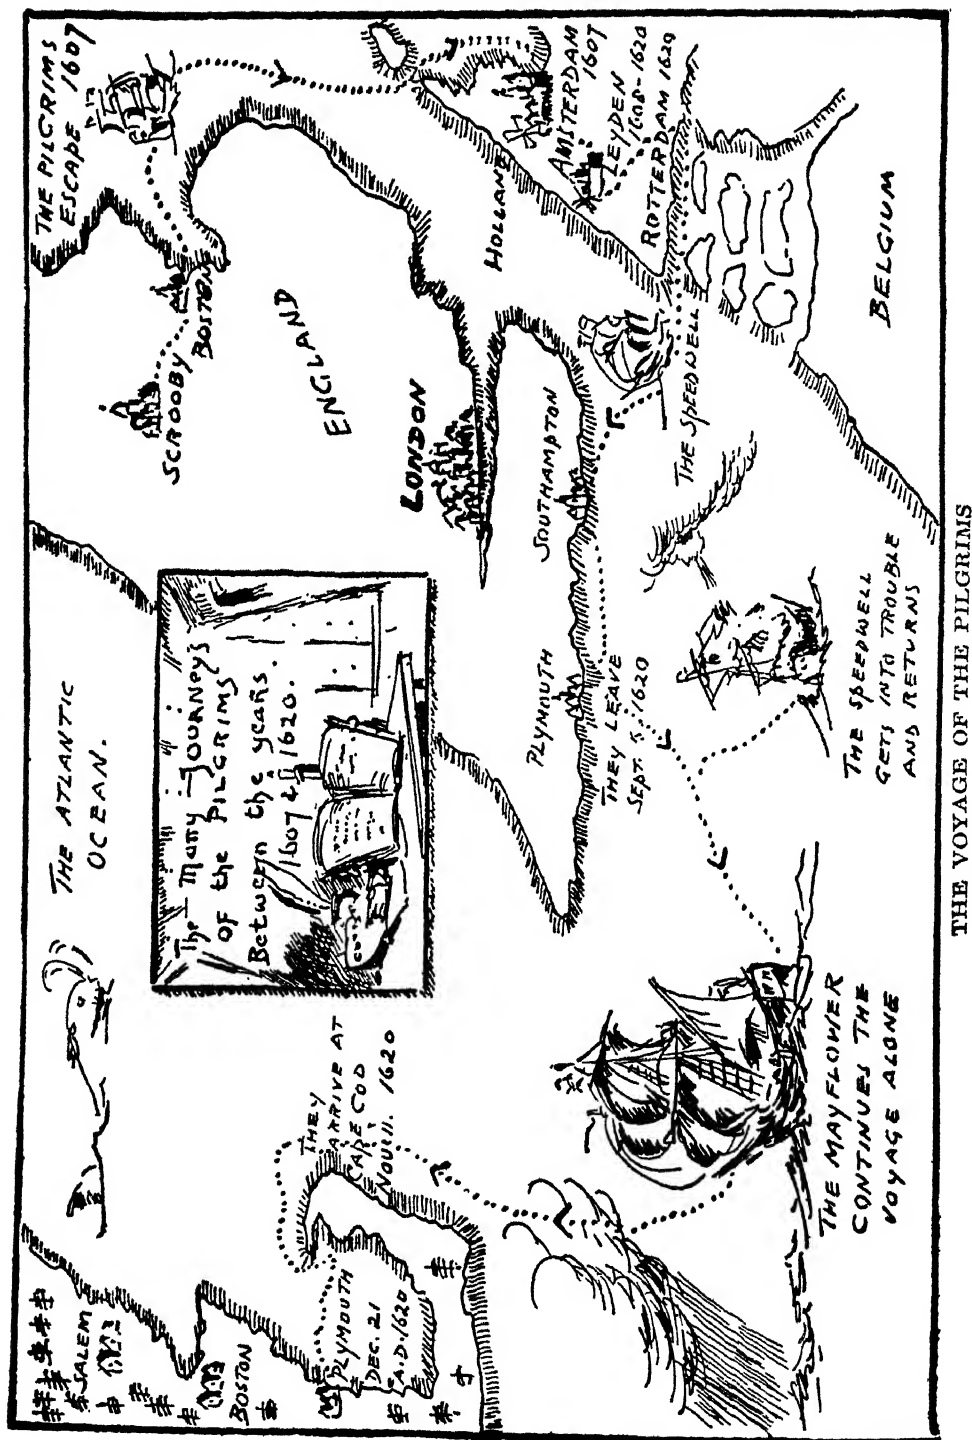 THE PILGRIMS
ESCAPE 1607
SCROOBY
BOSTON
ENGLAND
LONDON
HOLLAND
AMSTERDAM
1607
LEYDEN
1608-1620
ROTTERDAM 1620
BELGIUM
THE SPEEDWELL
SOUTHAMPTON
PLYMOUTH
THEY LEAVE
SEPT. 5, 1620
THE SPEEDWELL
GETS INTO TROUBLE
AND RETURNS
THE ATLANTIC
OCEAN.
The Many JOURNEYS
OF the PILGRIMS
Between the years
1607 & 1620.
THE MAYFLOWER
CONTINUES THE
VOYAGE ALONE
THEY
ARRIVE AT
CAPE COD
NOVEM. 1620
SALEM
BOSTON
PLYMOUTH
DEC. 21
A.D. 1620
THE VOYAGE OF THE PILGRIMS